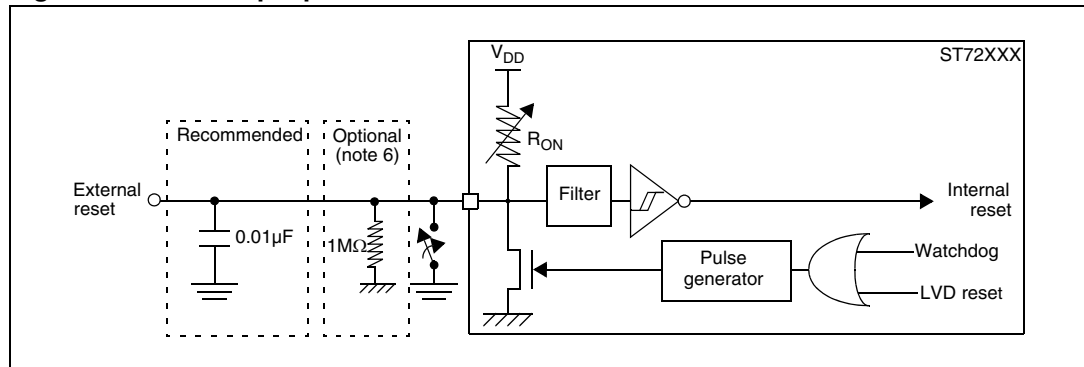 V_DD
ST72XXX
Recommended
Optional
(note 6)
R_ON
External
reset
Filter
Internal
reset
0.01µF
1MΩ
Pulse
generator
Watchdog
LVD reset